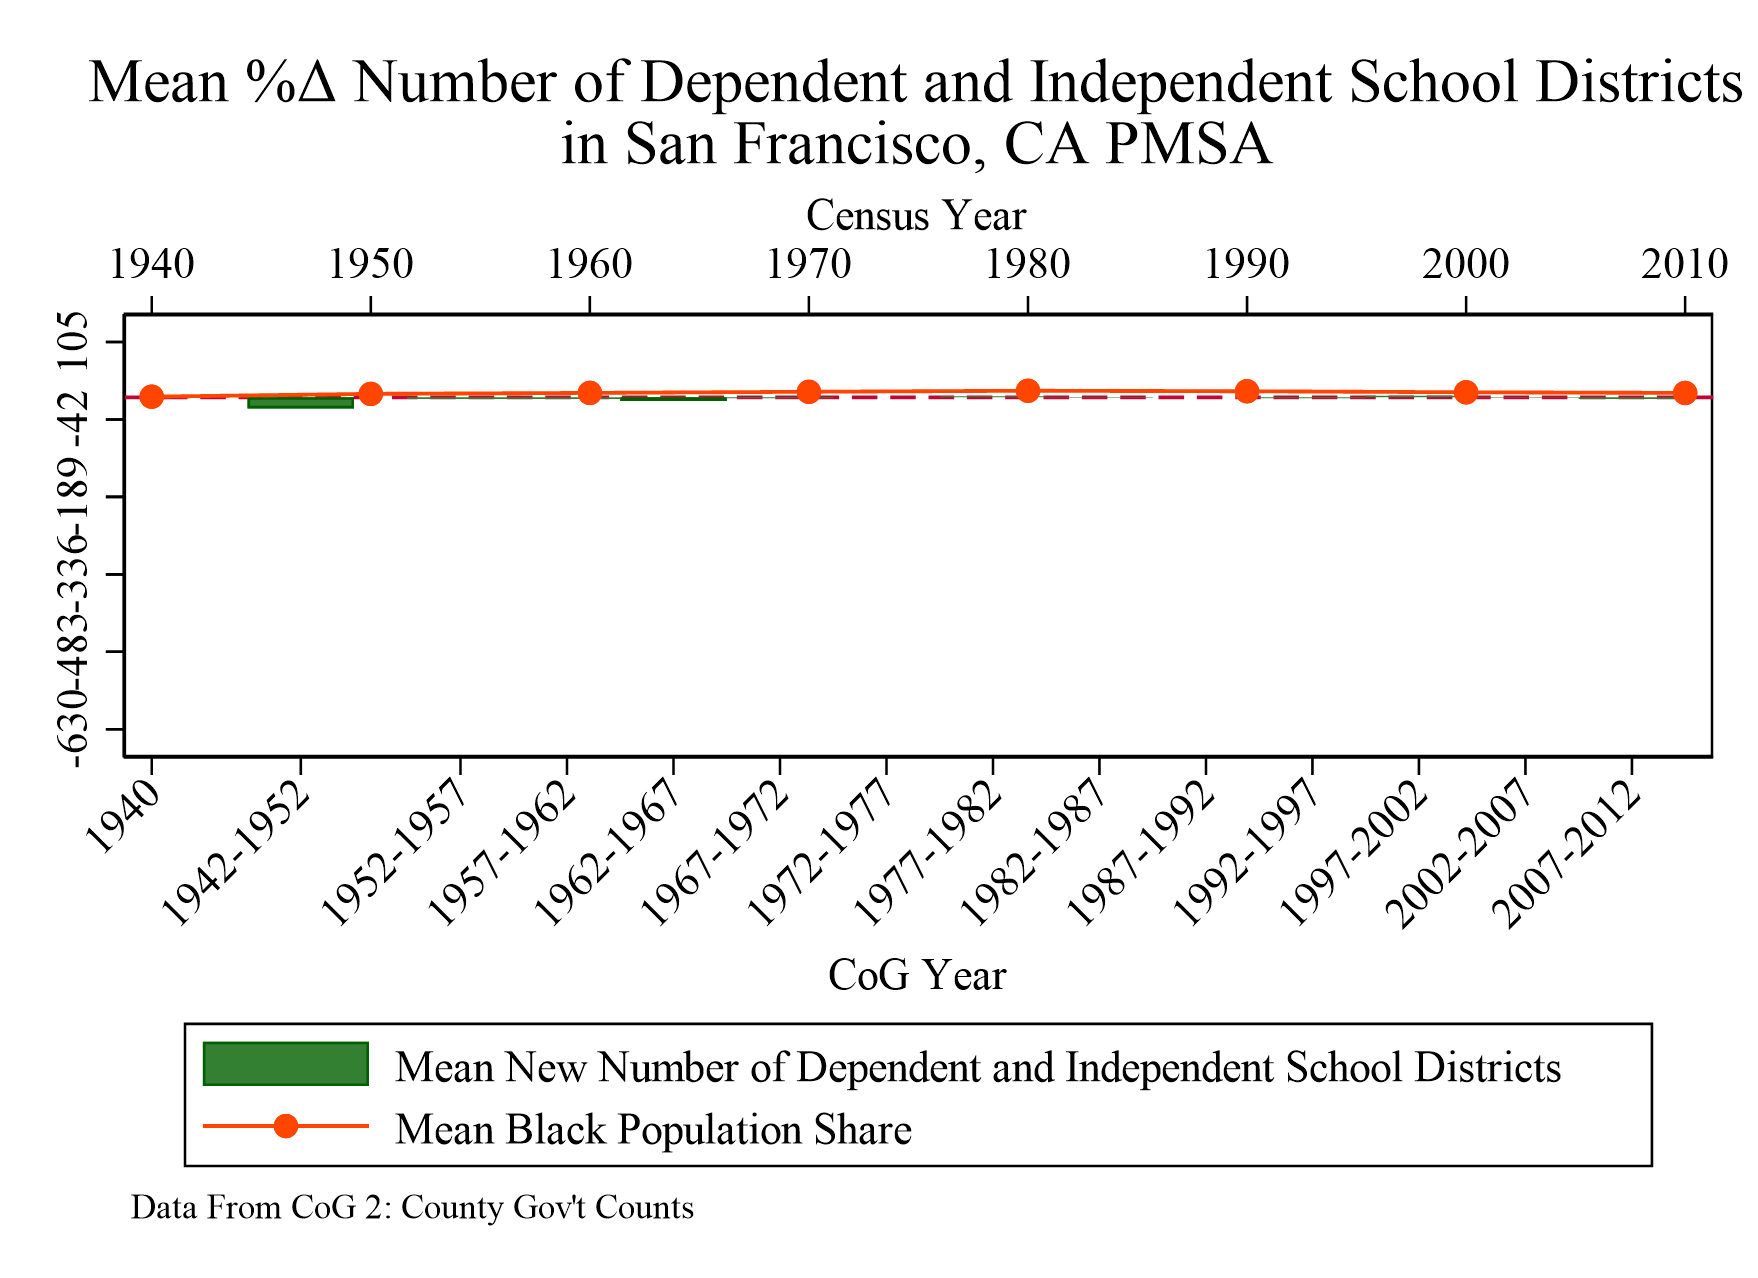 Mean %Δ Number of Dependent and Independent School Districts
in San Francisco, CA PMSA
Census Year
1940 1950 1960 1970 1980 1990 2000 2010
105
-42
-189
-336
-483
-630
1940 1942-1952 1952-1957 1957-1962 1962-1967 1967-1972 1972-1977 1977-1982 1982-1987 1987-1992 1992-1997 1997-2002 2002-2007 2007-2012
CoG Year
Mean New Number of Dependent and Independent School Districts
Mean Black Population Share
Data From CoG 2: County Gov't Counts